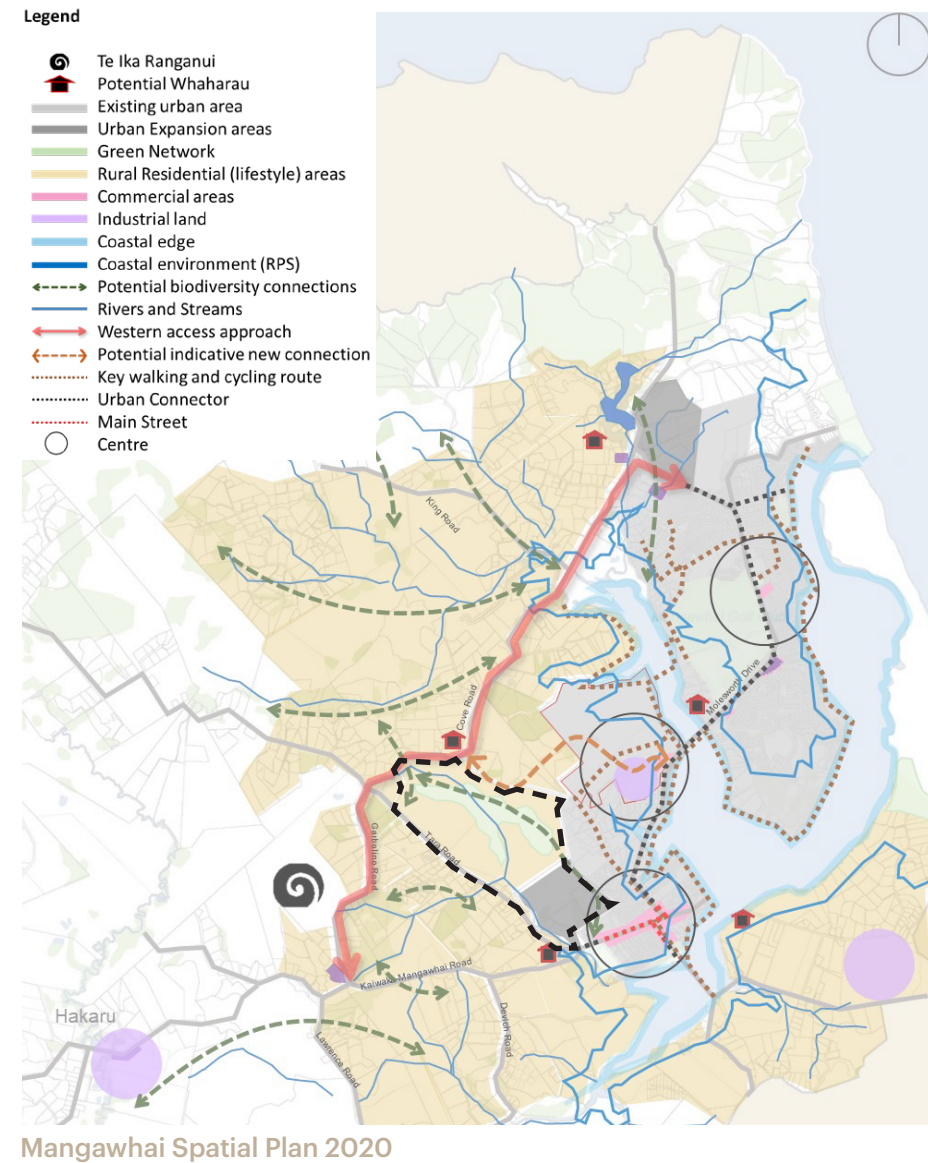 Legend
Te Ika Ranganui
Potential Whaharau
Existing urban area
Urban Expansion areas
Green Network
Rural Residential (lifestyle) areas
Commercial areas
Industrial land
Coastal edge
Coastal environment (RPS)
Potential biodiversity connections
Rivers and Streams
Western access approach
Potential indicative new connection
Key walking and cycling route
Urban Connector
Main Street
Centre
King Road
Molesworth Drive
Cove Road
Tara Road
Garbolino Road
Kaiwaka-Mangawhai Road
Hakaru
Devich Road
Lawrence Road
Mangawhai Spatial Plan 2020